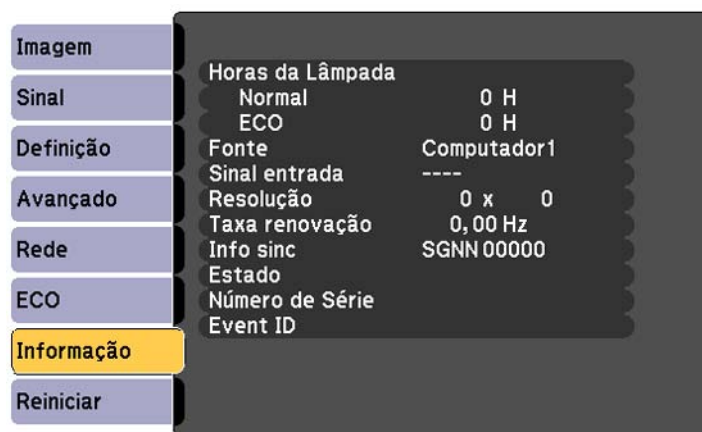 Imagem
Sinal
Definição
Avançado
Rede
ECO
Informação
Reiniciar
Horas da Lâmpada
Normal 0 H
ECO 0 H
Fonte Computador1
Sinal entrada ----
Resolução 0 x 0
Taxa renovação 0,00 Hz
Info sinc SGNN 00000
Estado
Número de Série
Event ID